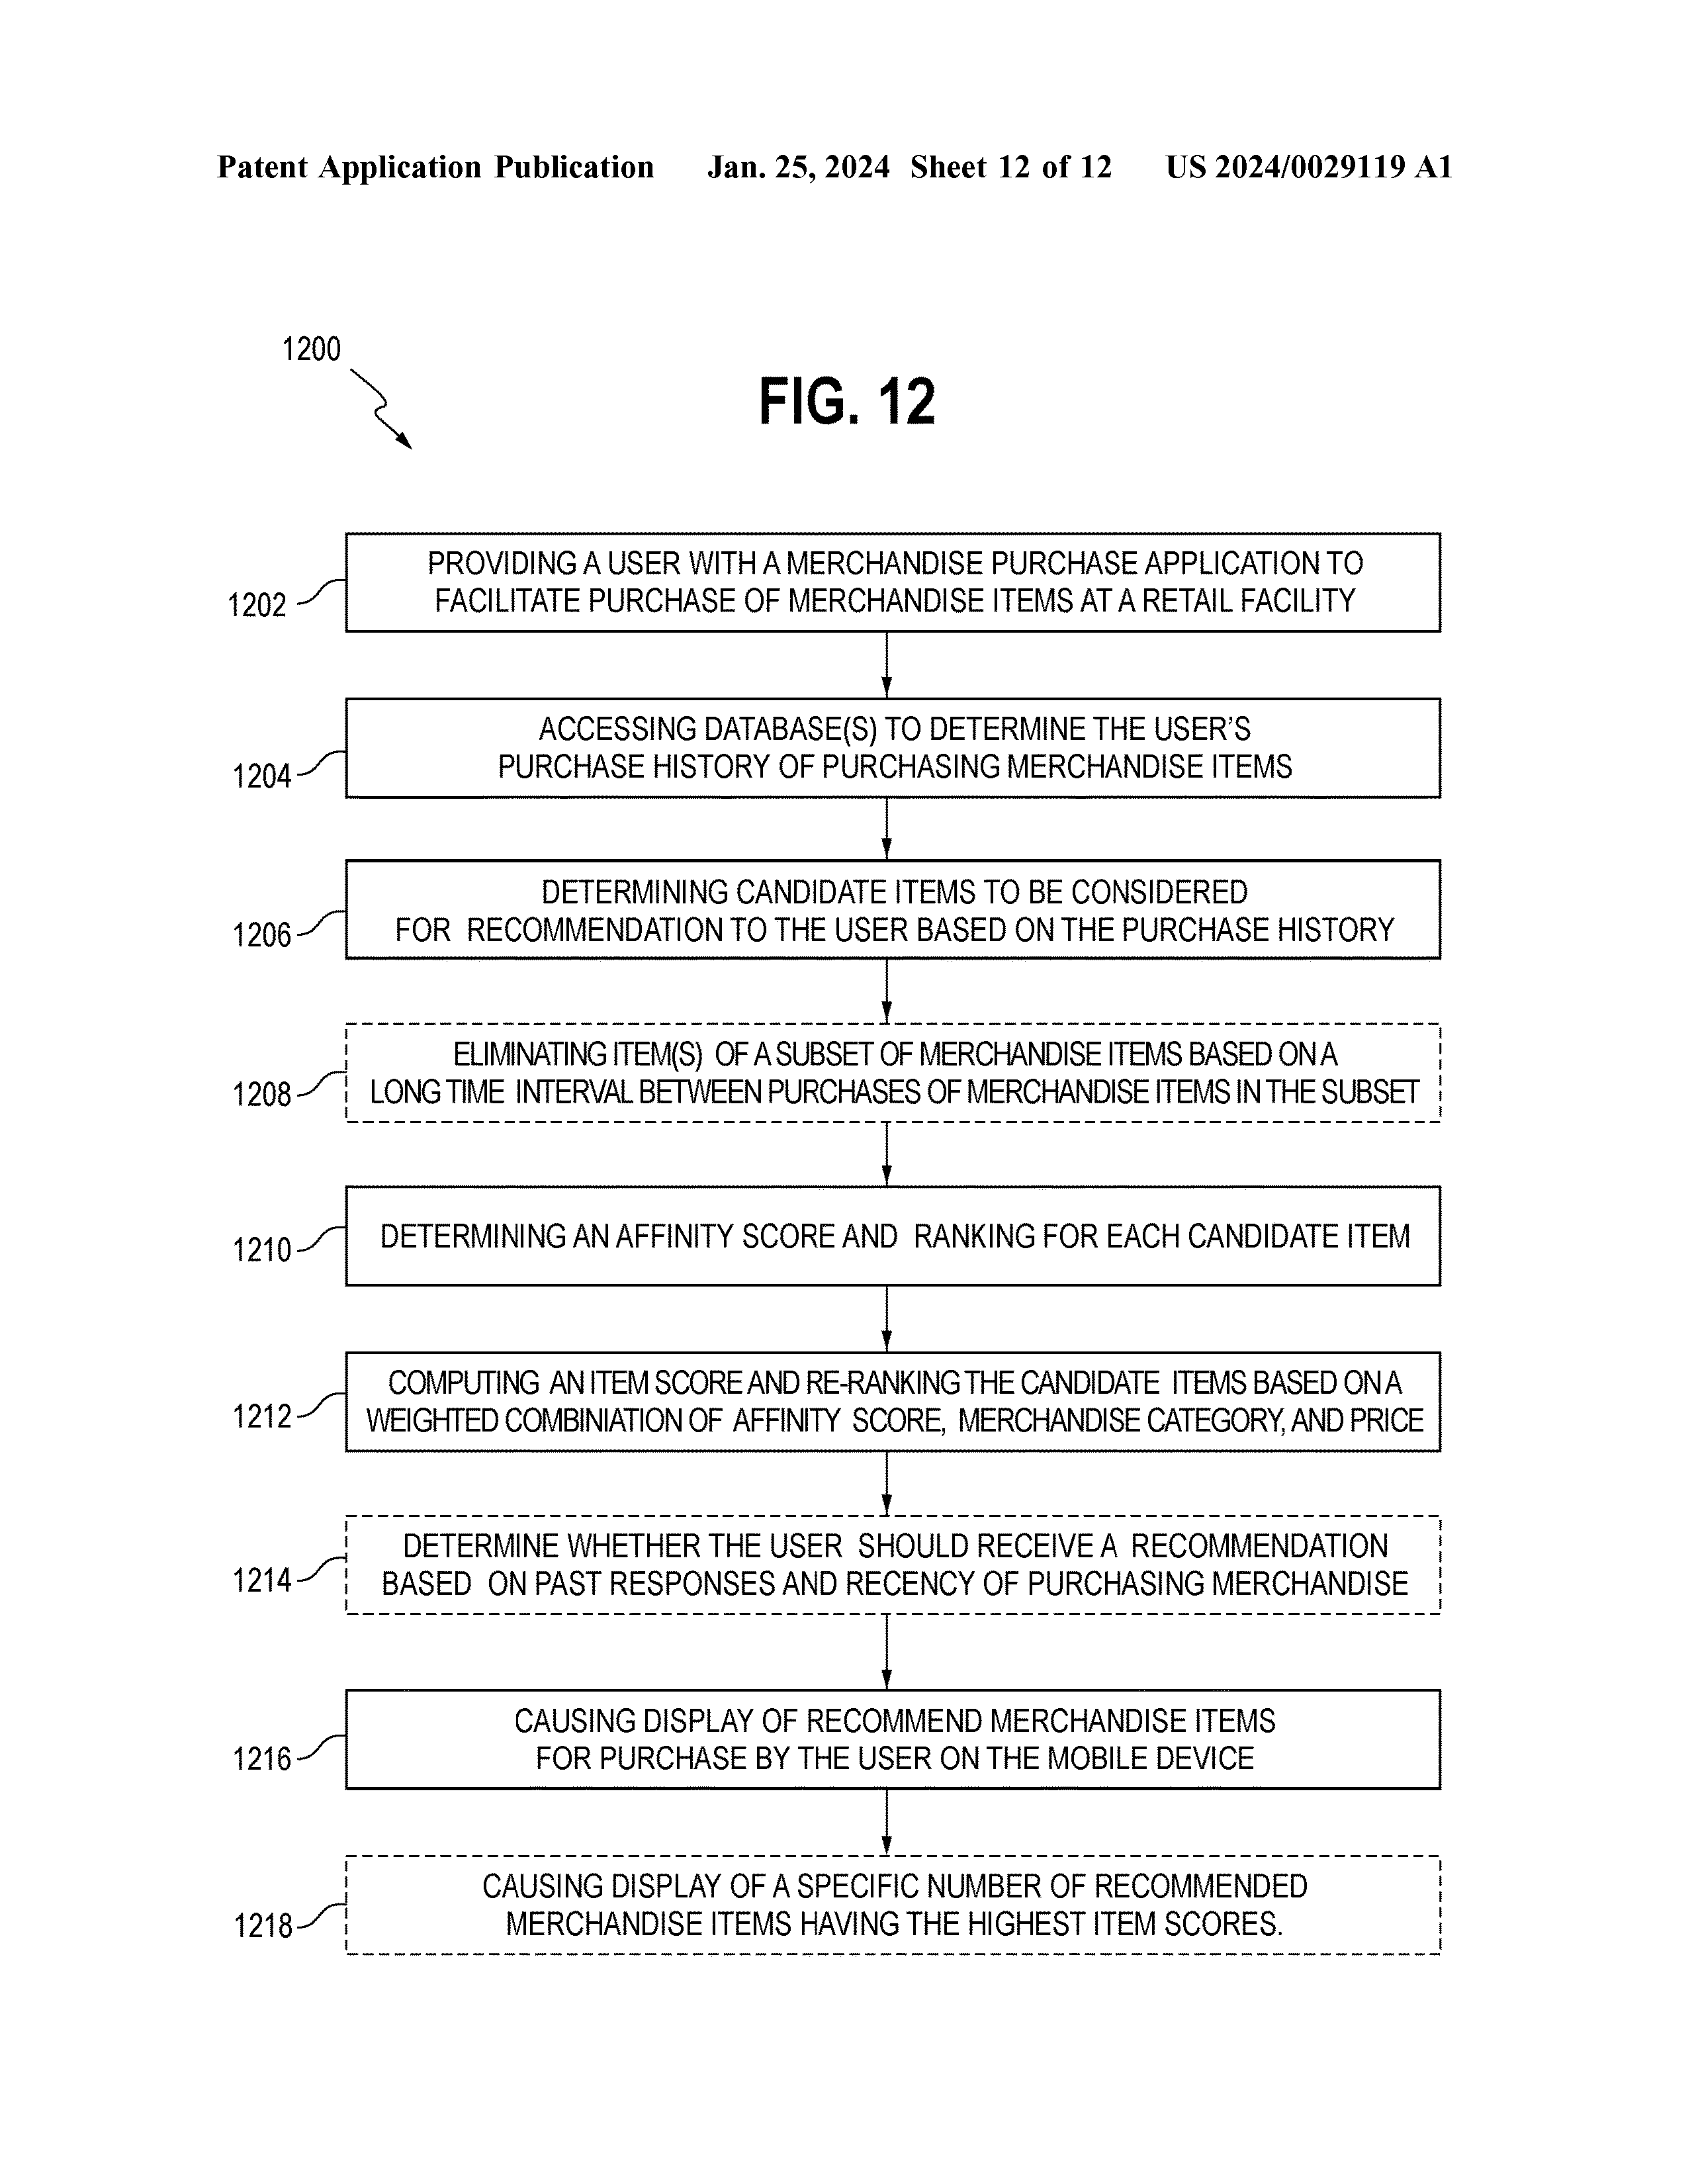 Patent Application Publication Jan. 25, 2024 Sheet 12 of 12 US 2024/0029119 A1
1200
FIG. 12
PROVIDING A USER WITH A MERCHANDISE PURCHASE APPLICATION TO
FACILITATE PURCHASE OF MERCHANDISE ITEMS AT A RETAIL FACILITY
1202
ACCESSING DATABASE(S) TO DETERMINE THE USER'S
PURCHASE HISTORY OF PURCHASING MERCHANDISE ITEMS
1204
DETERMINING CANDIDATE ITEMS TO BE CONSIDERED
FOR RECOMMENDATION TO THE USER BASED ON THE PURCHASE HISTORY
1206
ELIMINATING ITEM(S) OF A SUBSET OF MERCHANDISE ITEMS BASED ON A
LONG TIME INTERVAL BETWEEN PURCHASES OF MERCHANDISE ITEMS IN THE SUBSET
1208
DETERMINING AN AFFINITY SCORE AND RANKING FOR EACH CANDIDATE ITEM
1210
COMPUTING AN ITEM SCORE AND RE-RANKING THE CANDIDATE ITEMS BASED ON A
WEIGHTED COMBINIATION OF AFFINITY SCORE, MERCHANDISE CATEGORY, AND PRICE
1212
DETERMINE WHETHER THE USER SHOULD RECEIVE A RECOMMENDATION
BASED ON PAST RESPONSES AND RECENCY OF PURCHASING MERCHANDISE
1214
CAUSING DISPLAY OF RECOMMEND MERCHANDISE ITEMS
FOR PURCHASE BY THE USER ON THE MOBILE DEVICE
1216
CAUSING DISPLAY OF A SPECIFIC NUMBER OF RECOMMENDED
MERCHANDISE ITEMS HAVING THE HIGHEST ITEM SCORES.
1218